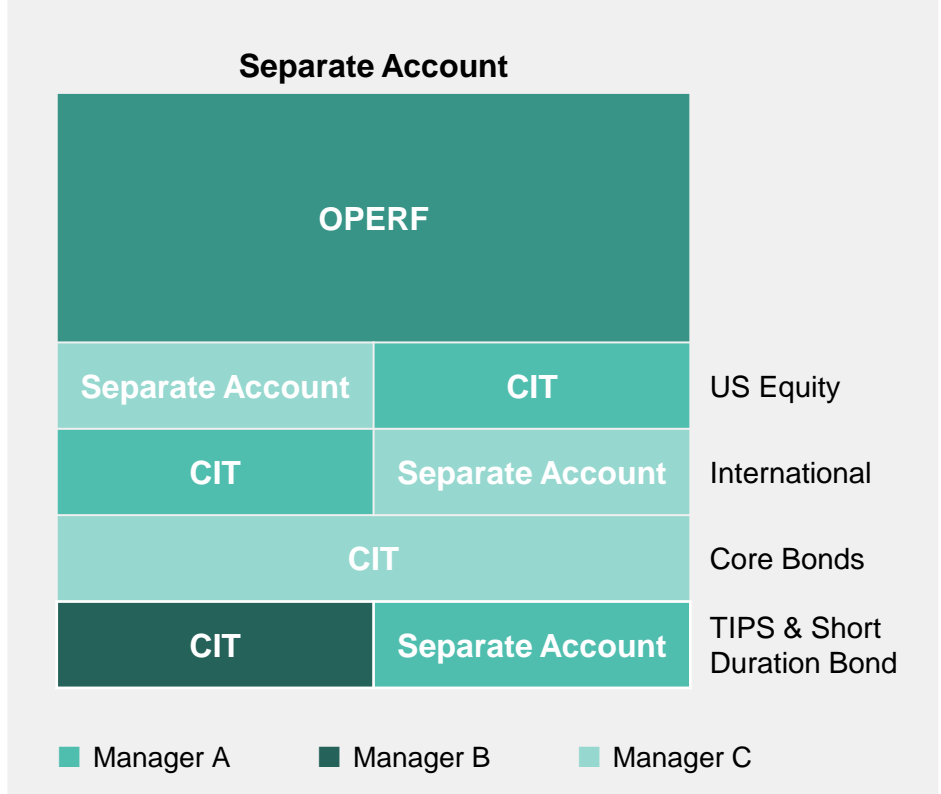 Separate Account
OPERF
Separate Account CIT US Equity
CIT Separate Account International
CIT Core Bonds
CIT Separate Account TIPS & Short
Duration Bond
Manager A Manager B Manager C